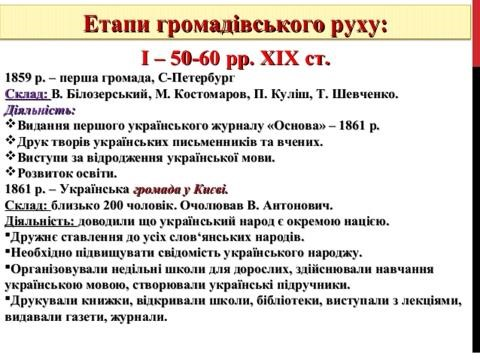 Етапи громадівського руху:
І – 50-60 рр. ХІХ ст.
1859 р. – перша громада, С-Петербург
Склад: В. Білозерський, М. Костомаров, П. Куліш, Т. Шевченко.
Діяльність:
❖Видання першого українського журналу «Основа» – 1861 р.
❖Друк творів українських письменників та вчених.
❖Виступи за відродження української мови.
❖Розвиток освіти.
1861 р. – Українська громада у Києві.
Склад: близько 200 чоловік. Очолював В. Антонович.
Діяльність: доводили що український народ є окремою нацією.
▪Дружнє ставлення до усіх слов‘янських народів.
▪Необхідно підвищувати свідомість українського народжу.
▪Організовували недільні школи для дорослих, здійснювали навчання
українською мовою, створювали українські підручники.
▪Друкували книжки, відкривали школи, бібліотеки, виступали з лекціями,
видавали газети, журнали.